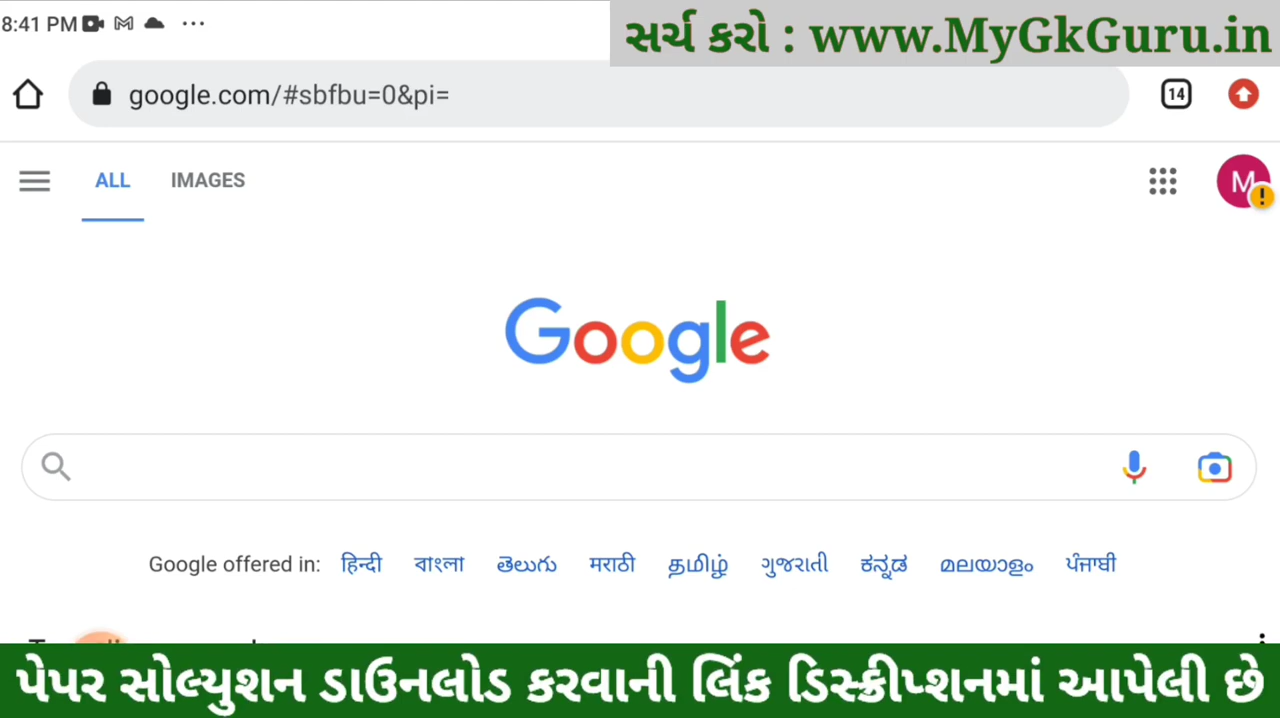 8:41 PM
સર્ચ કરો : www.MyGkGuru.in
google.com/#sbfbu=0&pi=
14
ALL IMAGES
M
Google
Google offered in: हिन्दी বাংলা తెలుగు मराठी தமிழ் ગુજરાતી ಕನ್ನಡ മലയാളം ਪੰਜਾਬੀ
પેપર સોલ્યુશન ડાઉનલોડ કરવાની લિંક ડિસ્ક્રીપ્શનમાં આપેલી છે